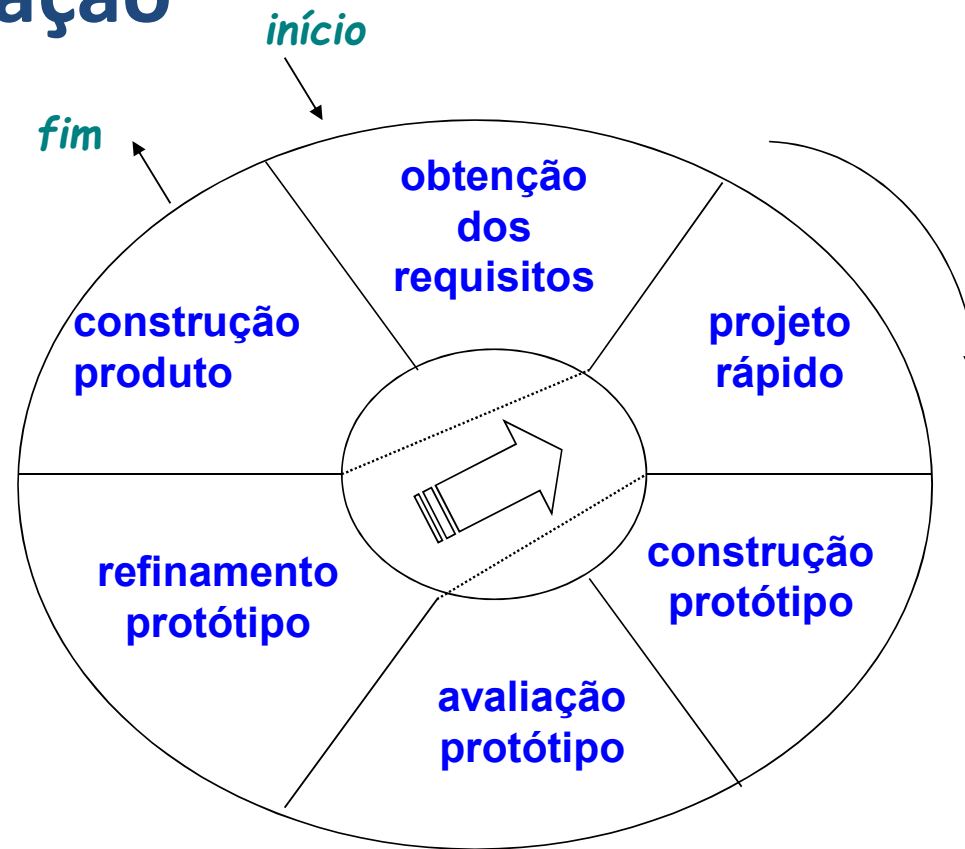 ação
início
fim
obtenção
dos
requisitos
projeto
rápido
construção
protótipo
avaliação
protótipo
refinamento
protótipo
construção
produto